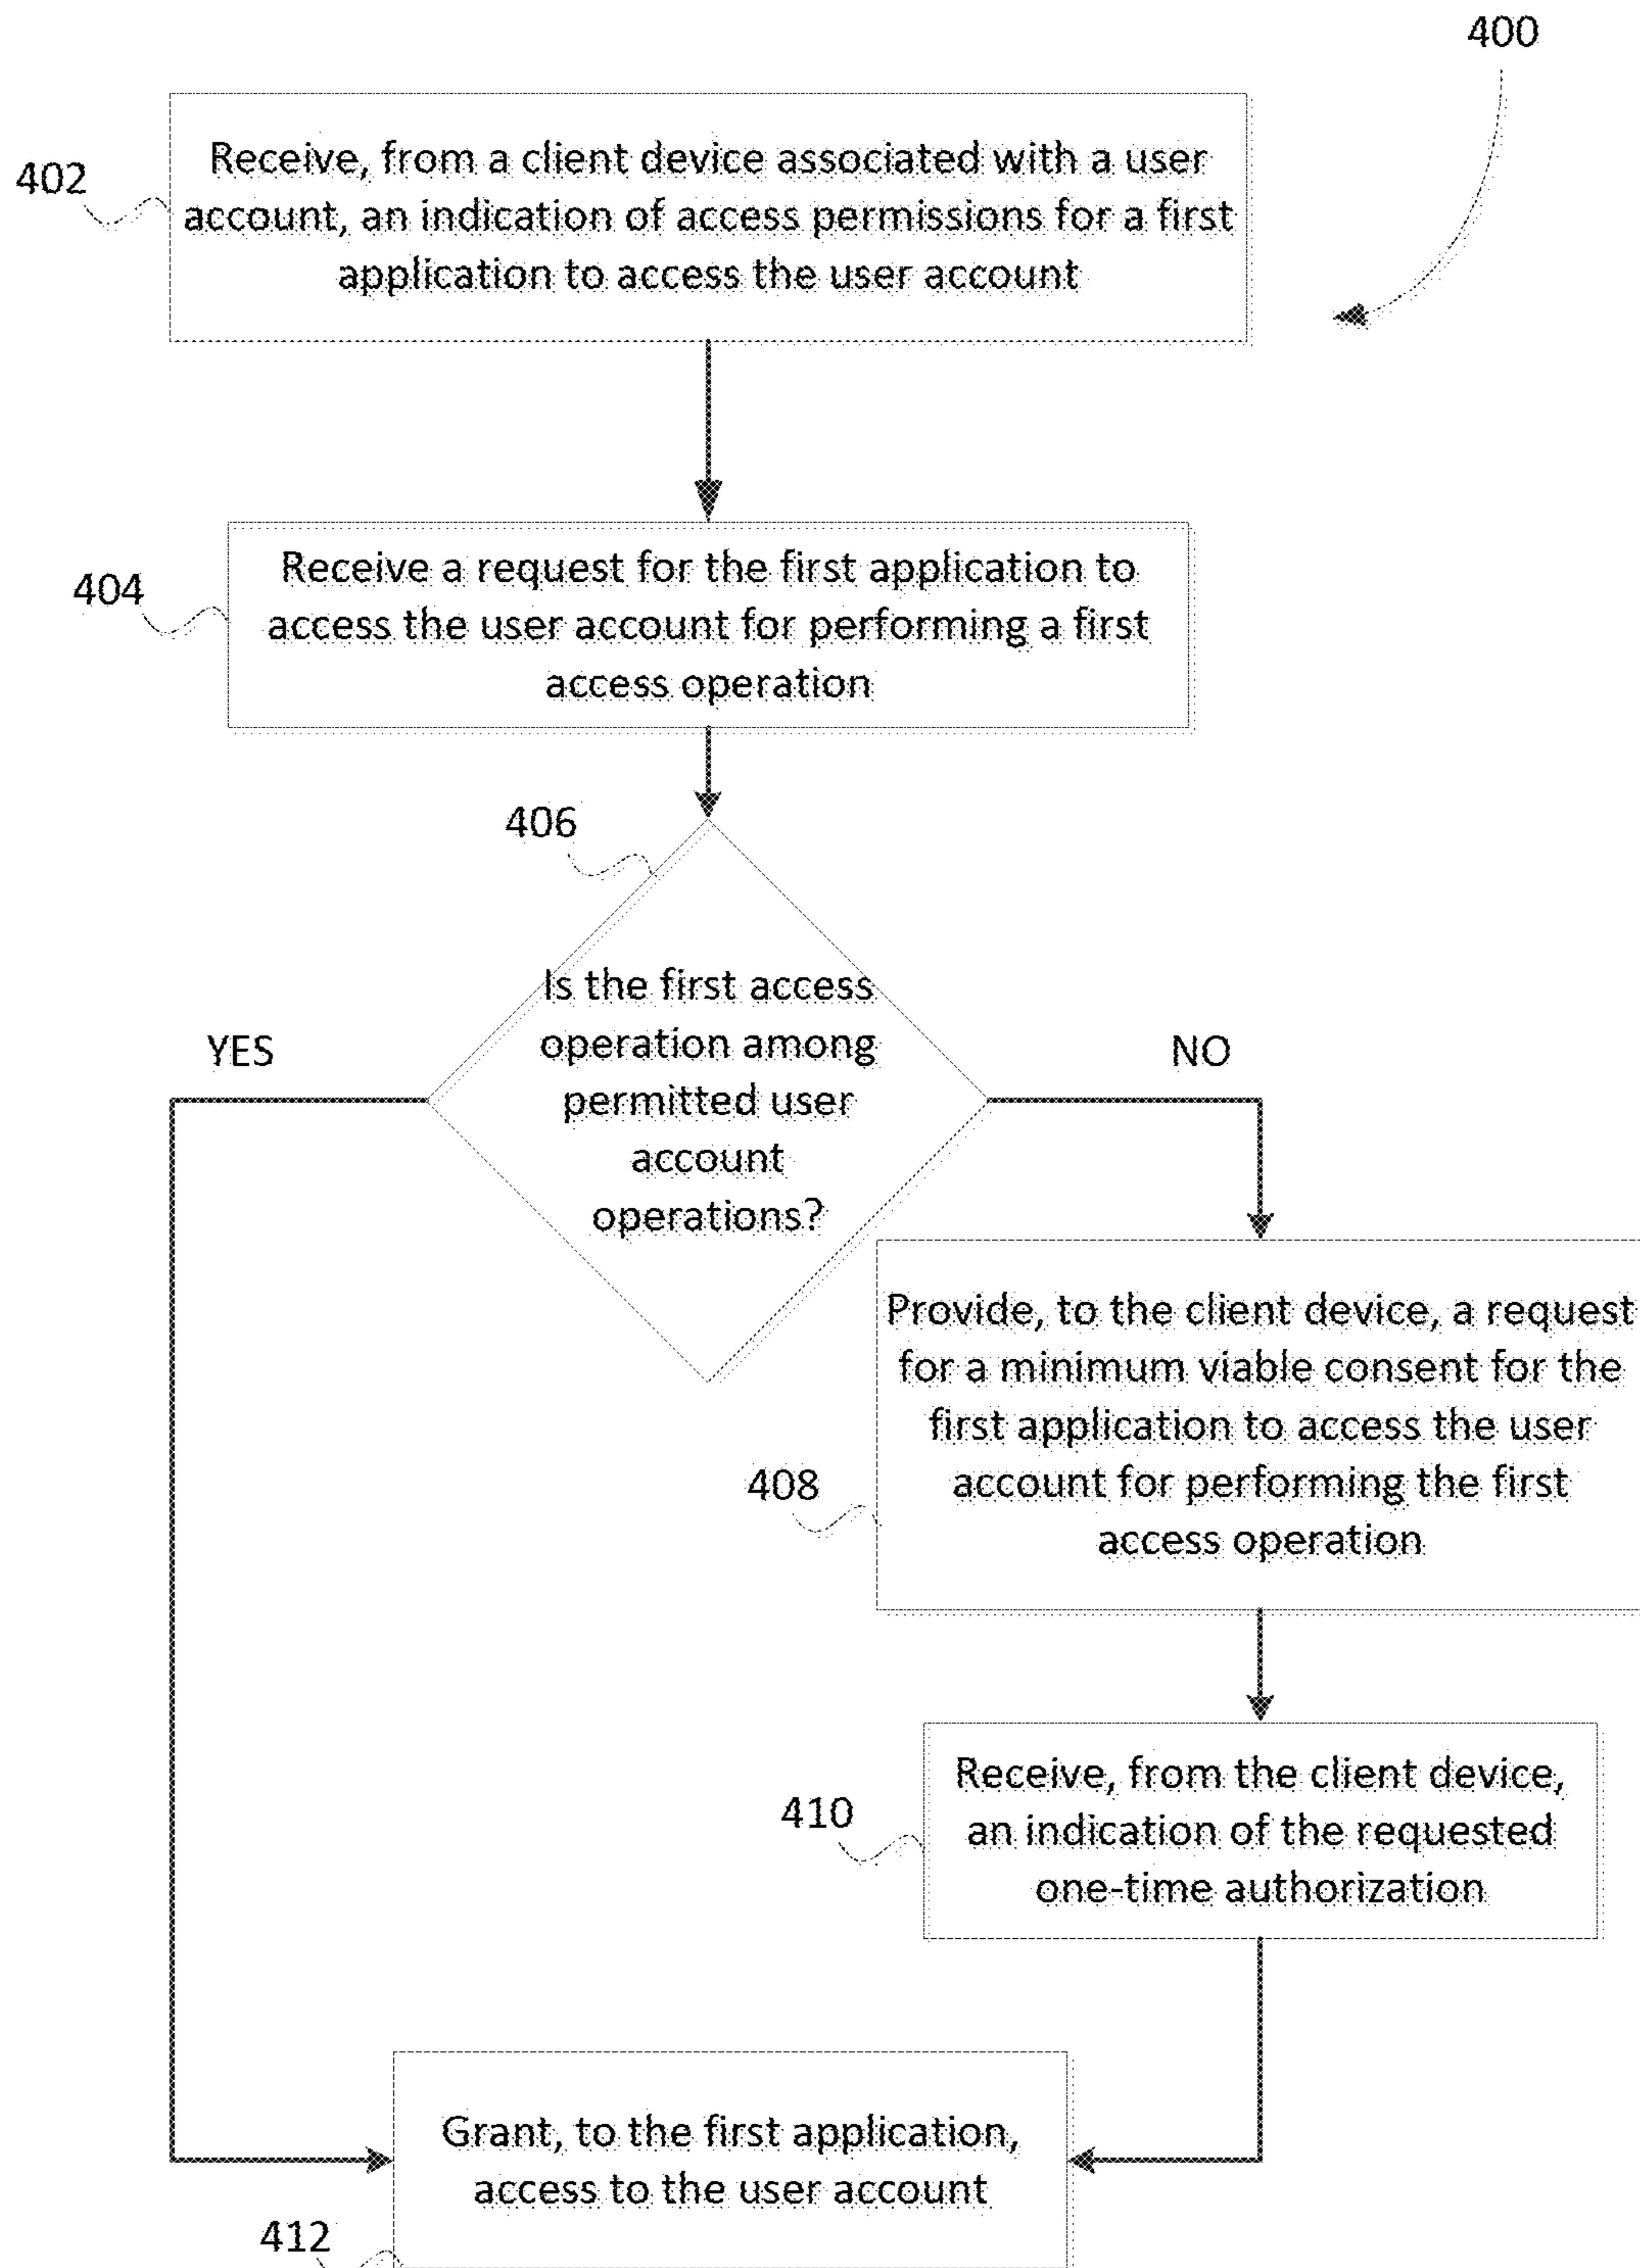 400
402
Receive, from a client device associated with a user
account, an indication of access permissions for a first
application to access the user account
404
Receive a request for the first application to
access the user account for performing a first
access operation
406
Is the first access
operation among
permitted user
account
operations?
YES
NO
408
Provide, to the client device, a request
for a minimum viable consent for the
first application to access the user
account for performing the first
access operation
410
Receive, from the client device,
an indication of the requested
one-time authorization
412
Grant, to the first application,
access to the user account